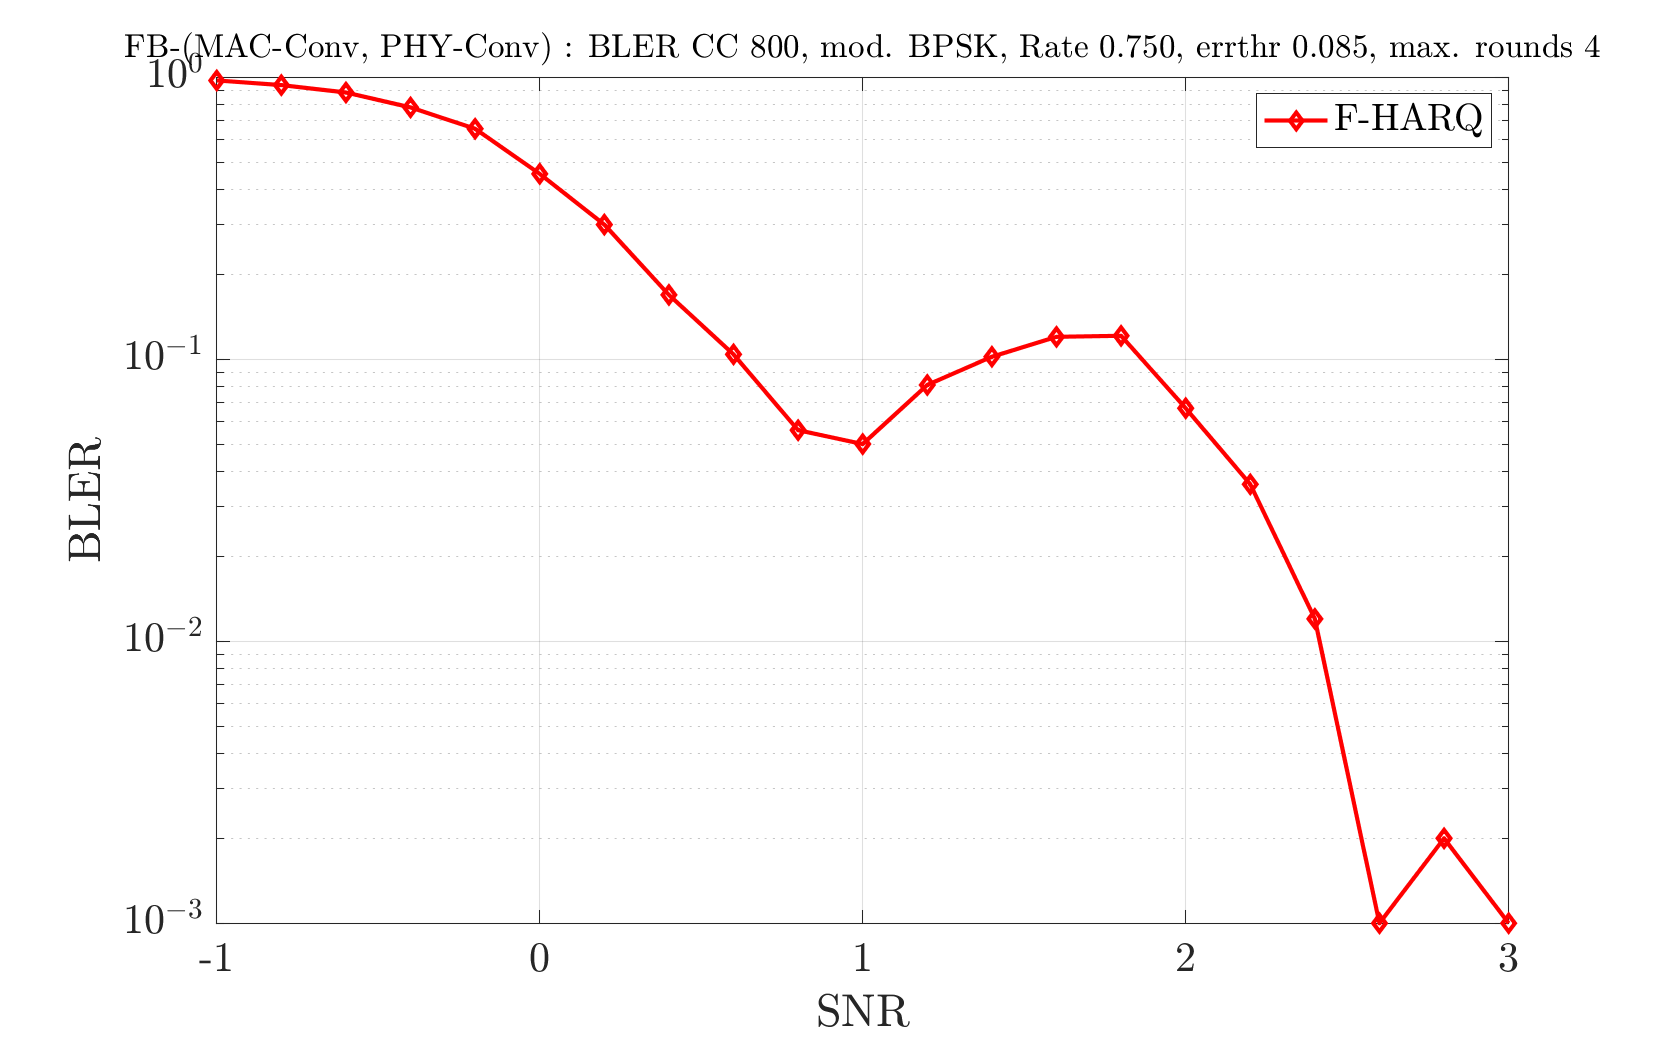 FB-(MAC-Conv, PHY-Conv) : BLER CC 800, mod. BPSK, Rate 0.750, errthr 0.085, max. rounds 4
10^0
F-HARQ
10^-1
BLER
10^-2
10^-3
-1 0 1 2 3
SNR